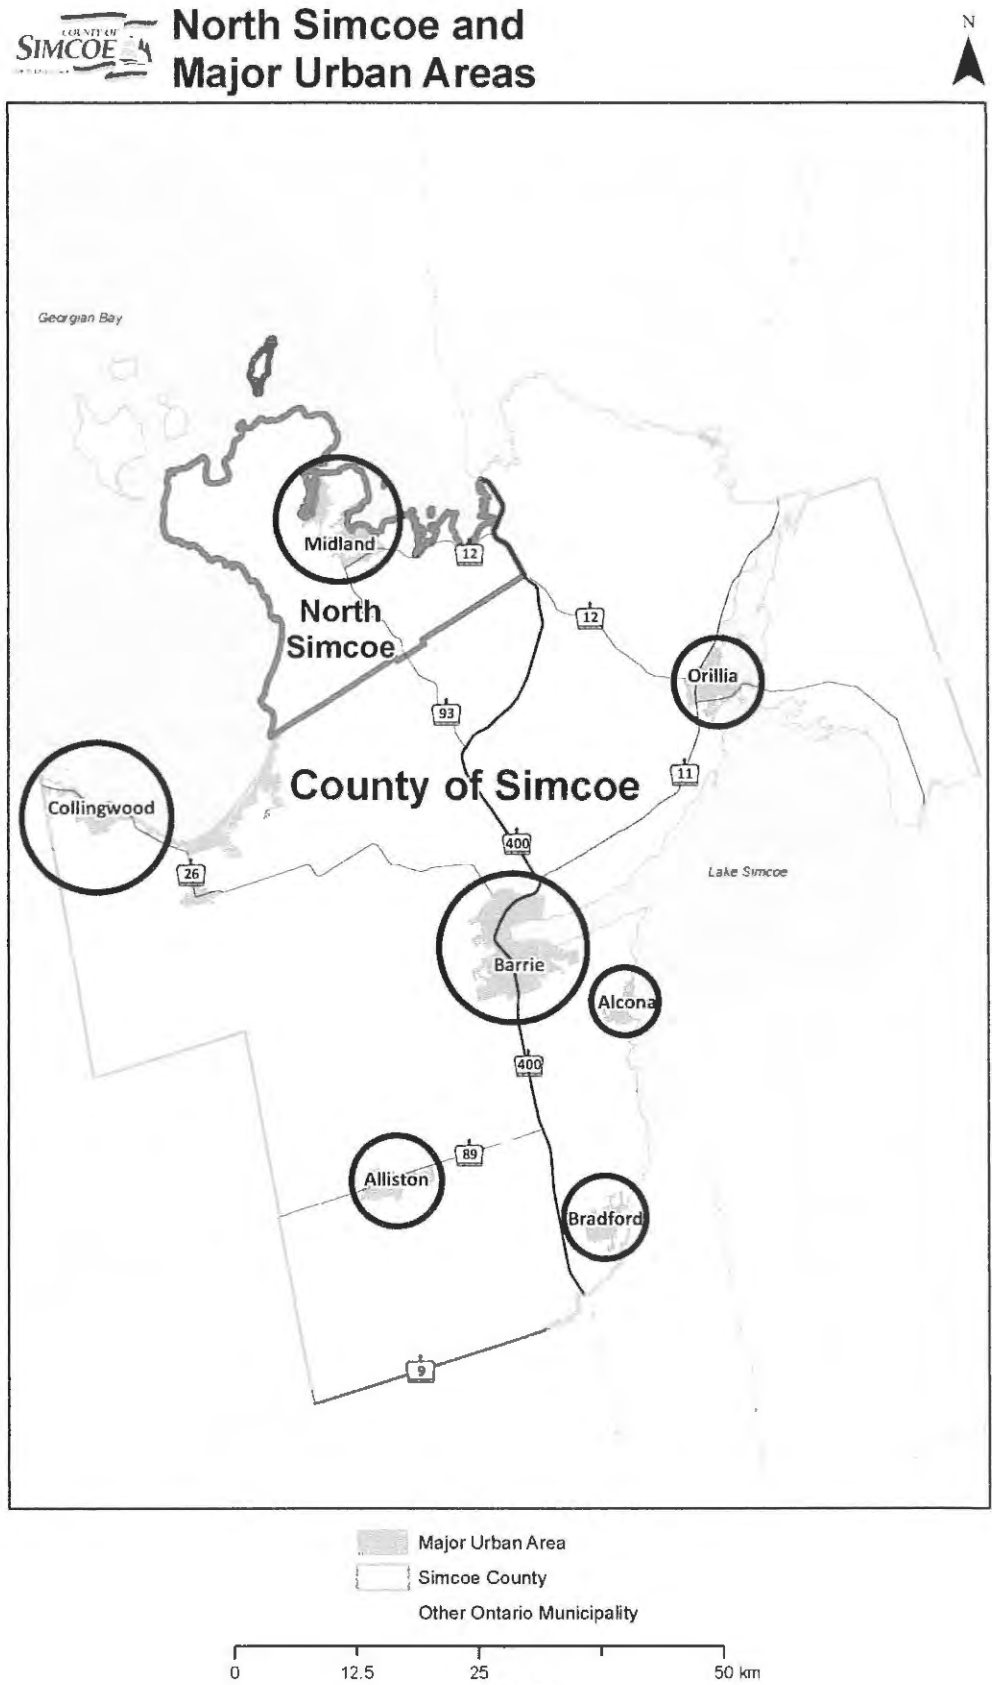 COUNTY OF
SIMCOE
North Simcoe and
Major Urban Areas
N
Georgian Bay
Midland
12
North
Simcoe
12
Orillia
93
11
County of Simcoe
Collingwood
400
26
Lake Simcoe
Barrie
Alcona
400
89
Alliston
Bradford
9
Major Urban Area
Simcoe County
Other Ontario Municipality
0 12.5 25 50 km